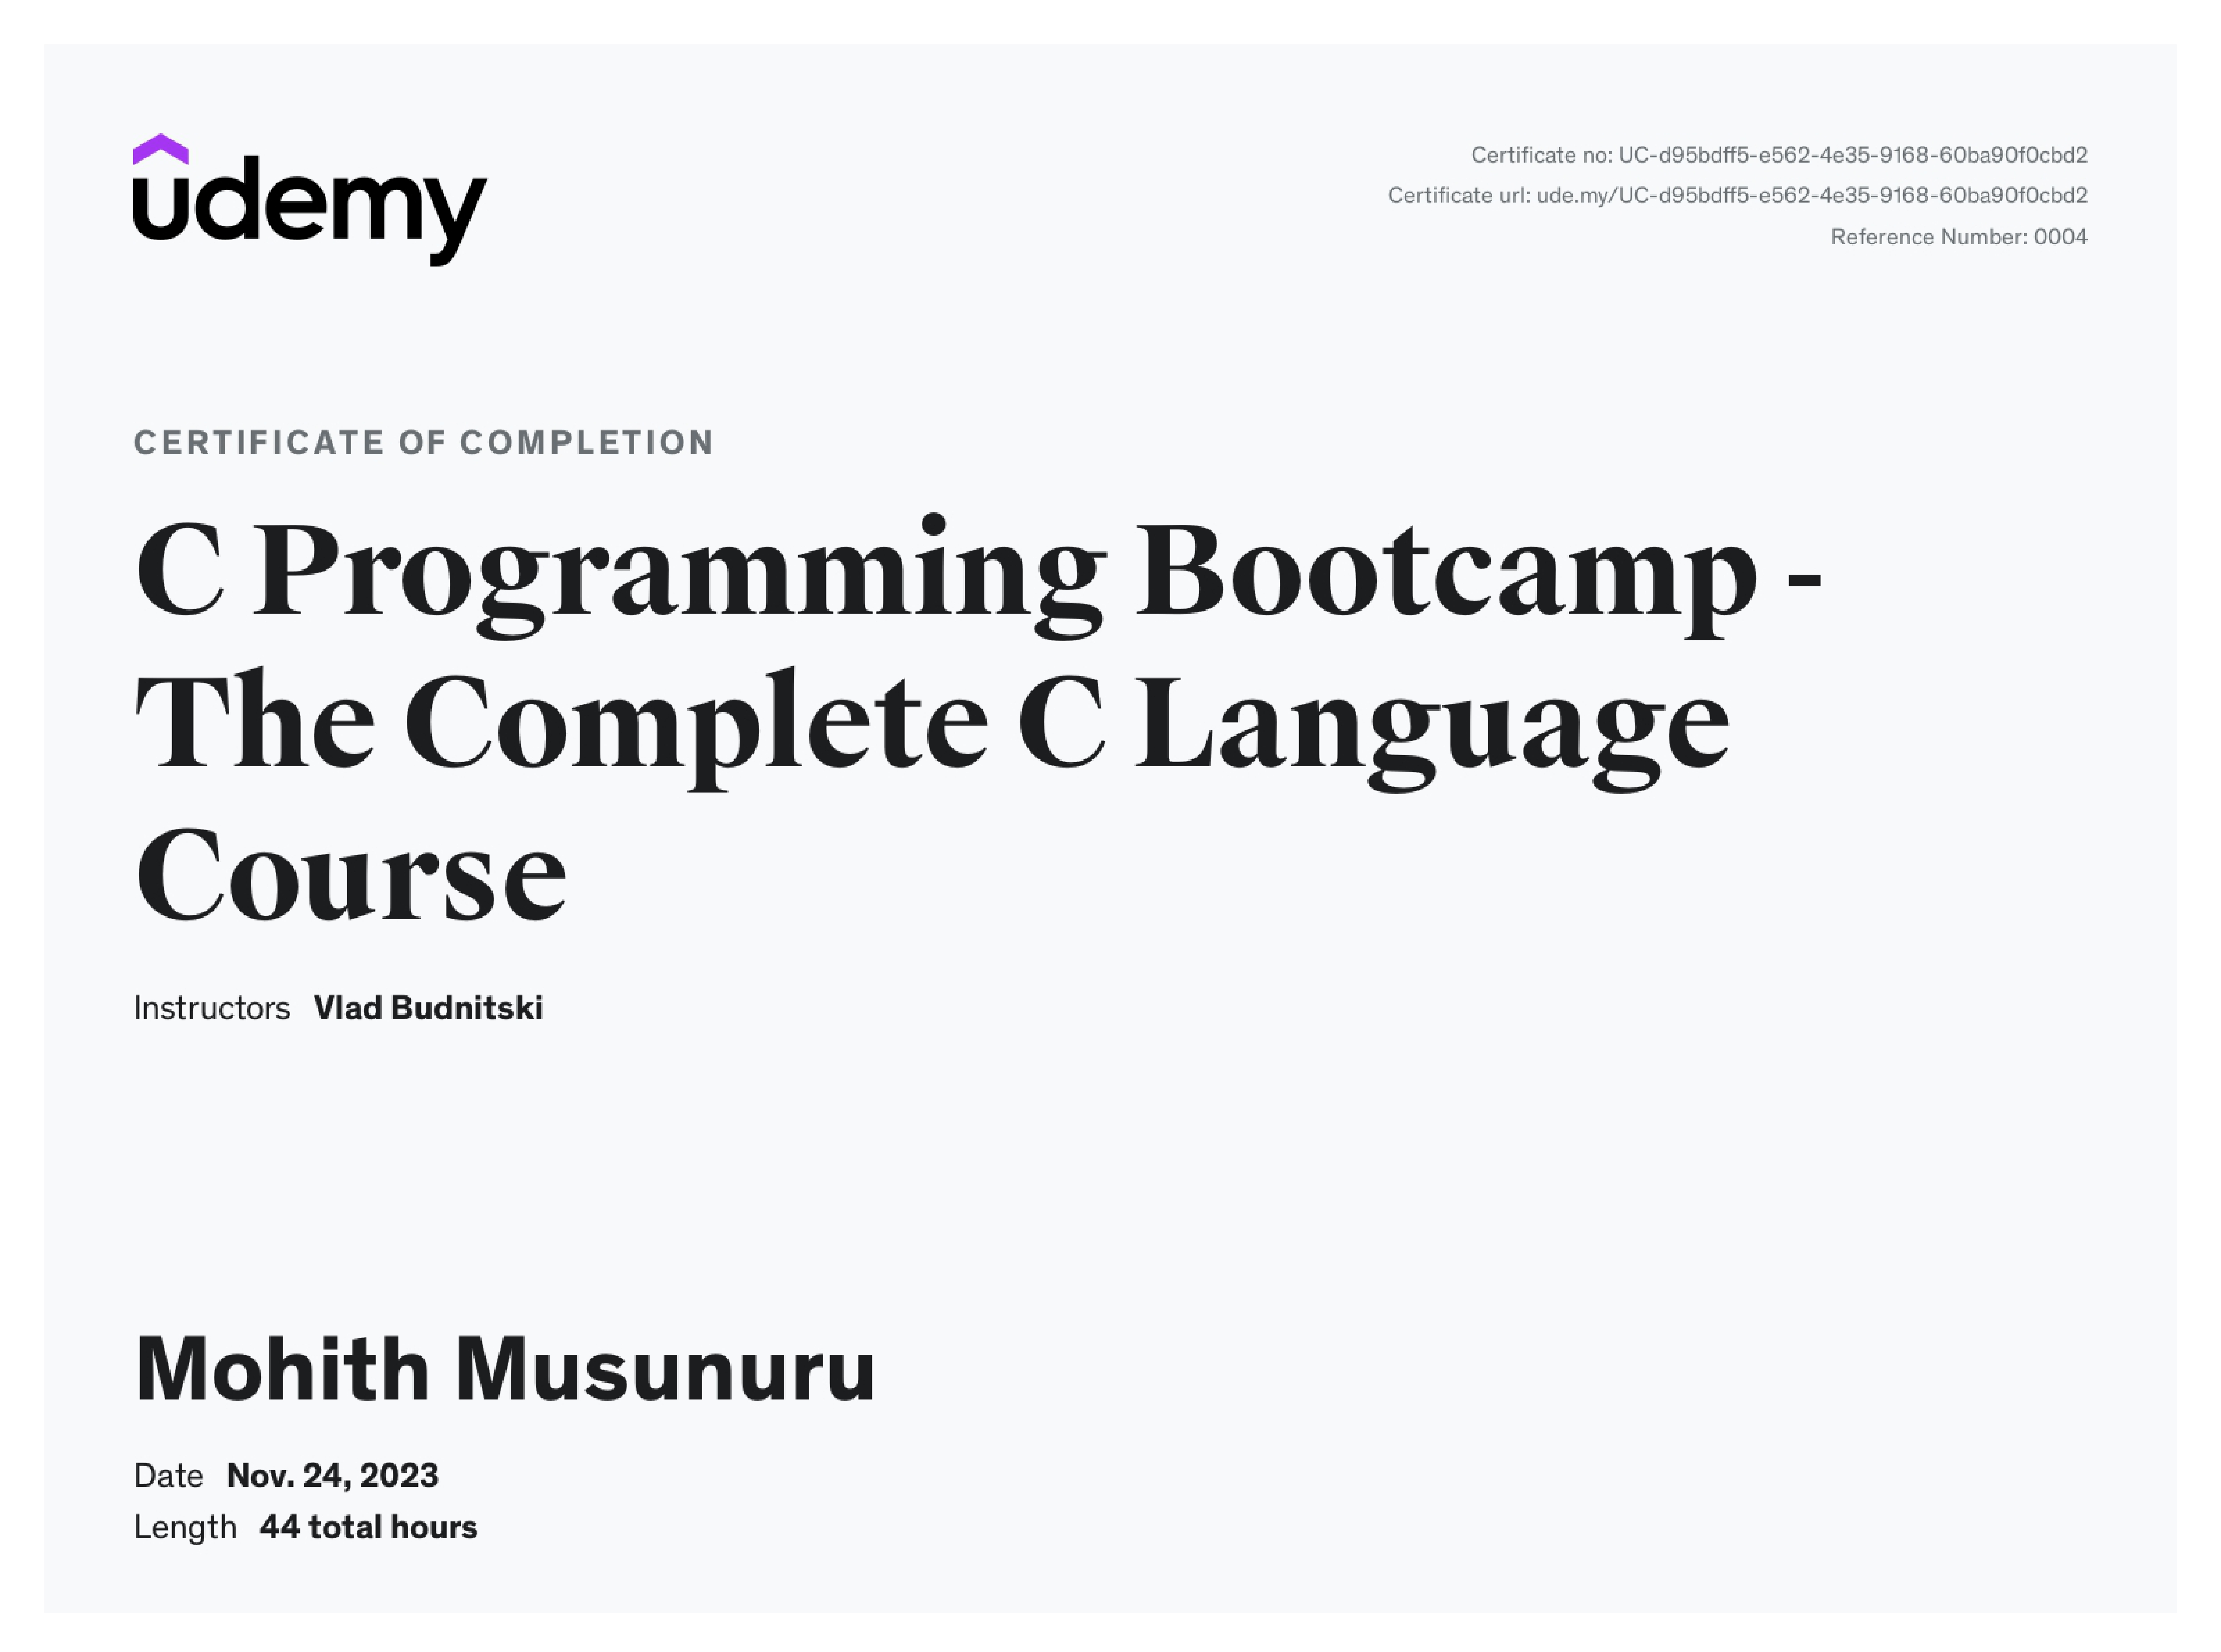 udemy
Certificate no: UC-d95bdff5-e562-4e35-9168-60ba90f0cbd2
Certificate url: ude.my/UC-d95bdff5-e562-4e35-9168-60ba90f0cbd2
Reference Number: 0004
CERTIFICATE OF COMPLETION
C Programming Bootcamp -
The Complete C Language
Course
Instructors Vlad Budnitski
Mohith Musunuru
Date Nov. 24, 2023
Length 44 total hours